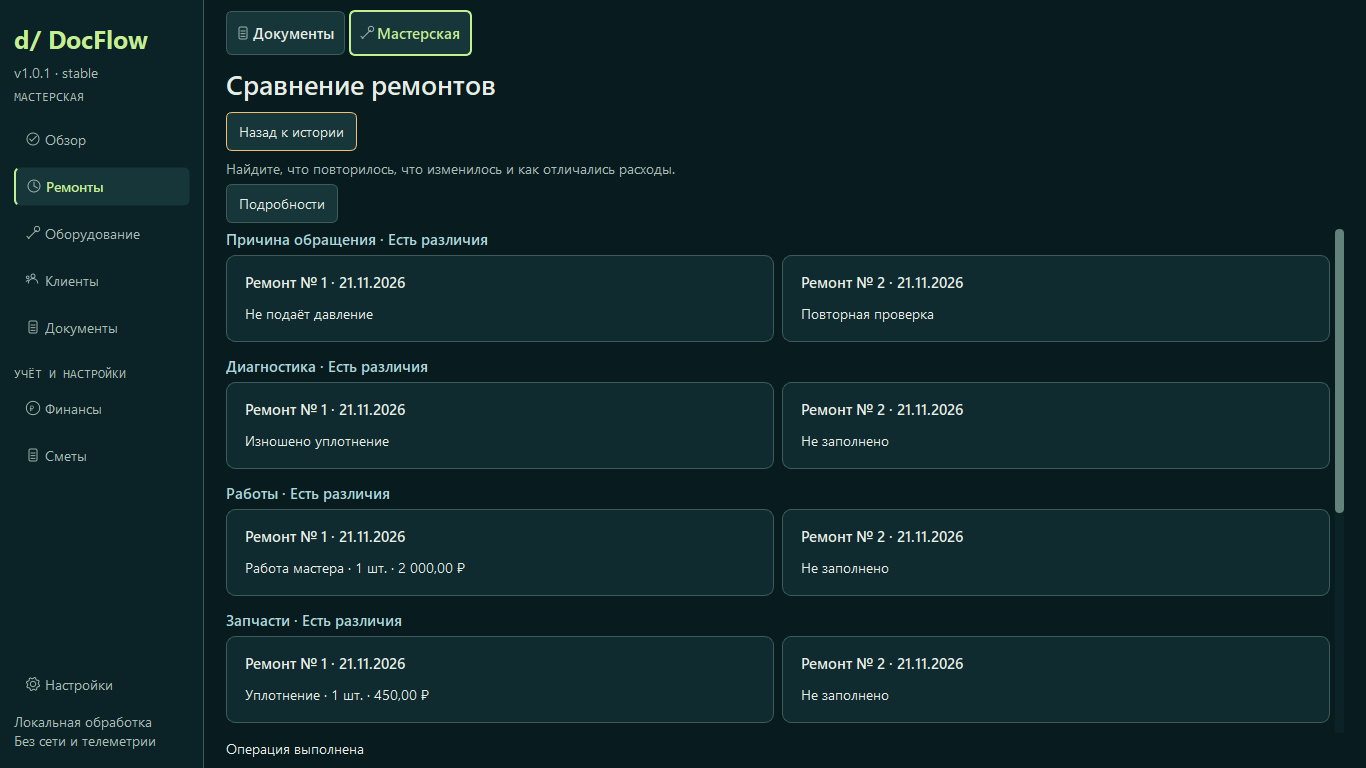 d/ DocFlow
v1.0.1 · stable
МАСТЕРСКАЯ
Обзор
Ремонты
Оборудование
Клиенты
Документы
УЧЁТ И НАСТРОЙКИ
Финансы
Сметы
Настройки
Локальная обработка
Без сети и телеметрии
Документы
Мастерская
Сравнение ремонтов
Назад к истории
Найдите, что повторилось, что изменилось и как отличались расходы.
Подробности
Причина обращения · Есть различия
Ремонт № 1 · 21.11.2026
Не подаёт давление
Ремонт № 2 · 21.11.2026
Повторная проверка
Диагностика · Есть различия
Ремонт № 1 · 21.11.2026
Изношено уплотнение
Ремонт № 2 · 21.11.2026
Не заполнено
Работы · Есть различия
Ремонт № 1 · 21.11.2026
Работа мастера · 1 шт. · 2 000,00 ₽
Ремонт № 2 · 21.11.2026
Не заполнено
Запчасти · Есть различия
Ремонт № 1 · 21.11.2026
Уплотнение · 1 шт. · 450,00 ₽
Ремонт № 2 · 21.11.2026
Не заполнено
Операция выполнена